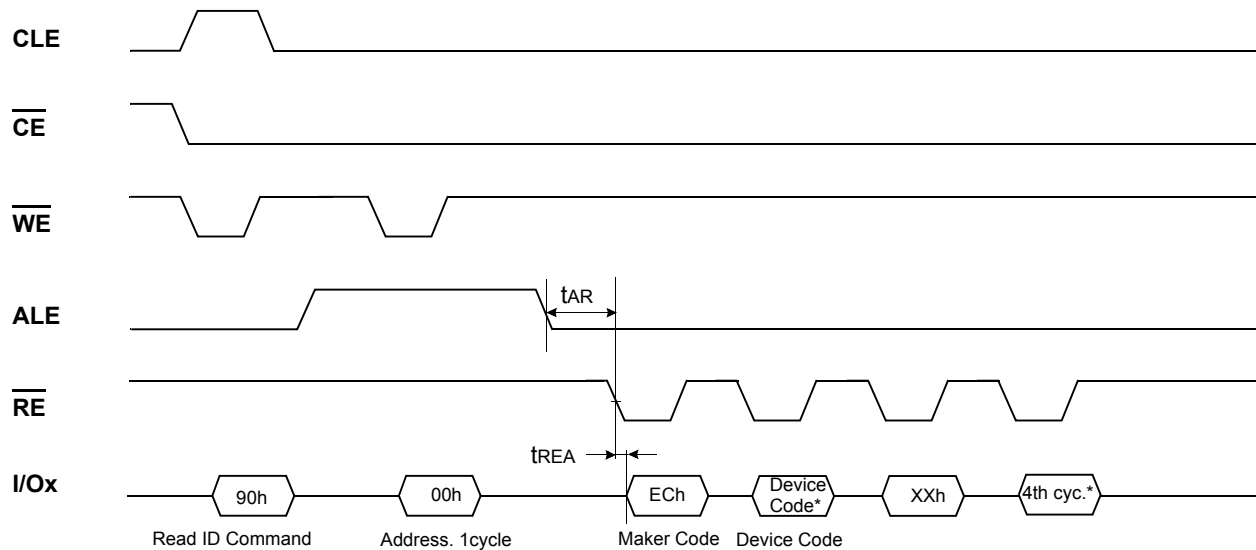 CLE
CE
WE
ALE
tAR
RE
tREA
I/Ox
90h
00h
ECh
Device
Code*
XXh
4th cyc.*
Read ID Command
Address. 1cycle
Maker Code
Device Code